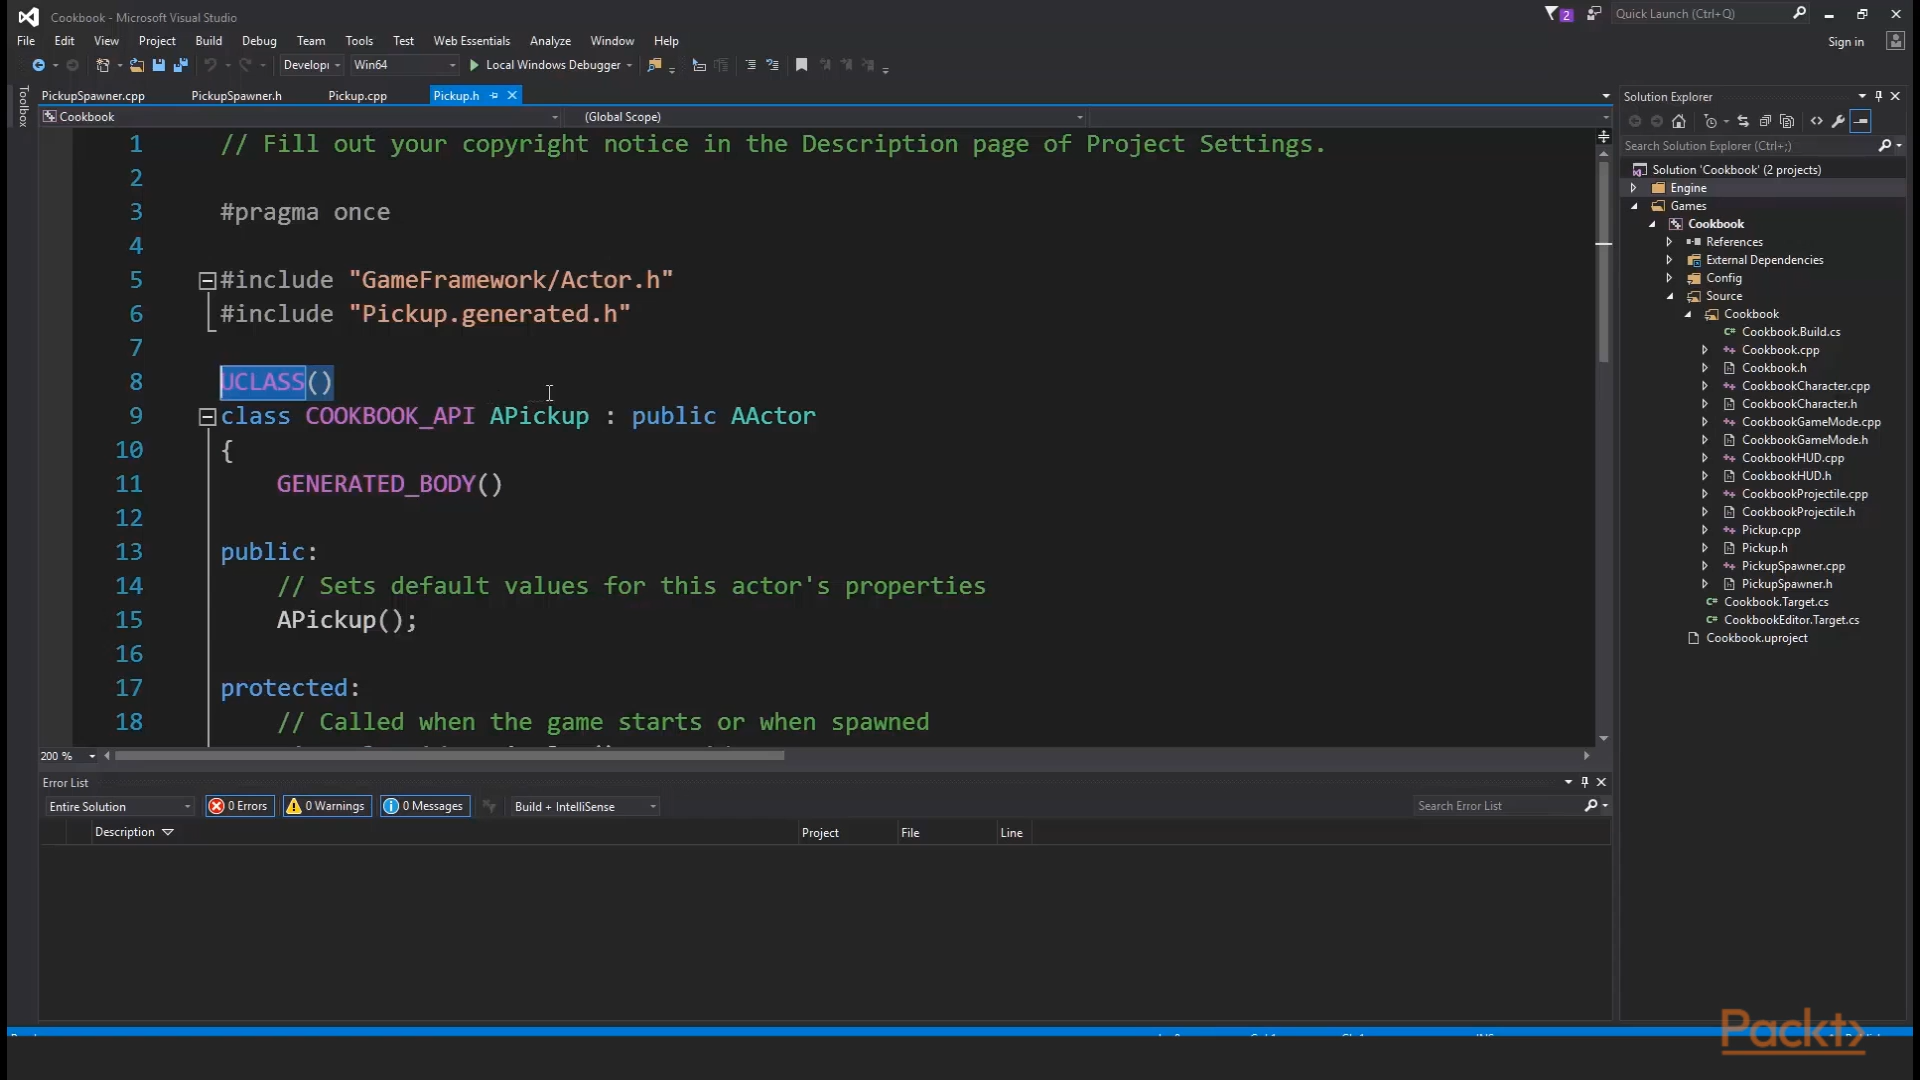 Cookbook - Microsoft Visual Studio
2
Quick Launch (Ctrl+Q)
File Edit View Project Build Debug Team Tools Test Web Essentials Analyze Window Help
Sign in
Develop Win64 Local Windows Debugger
Toolbox
PickupSpawner.cpp PickupSpawner.h Pickup.cpp Pickup.h
Cookbook (Global Scope)
1 // Fill out your copyright notice in the Description page of Project Settings.
2
3 #pragma once
4
5 #include "GameFramework/Actor.h"
6 #include "Pickup.generated.h"
7
8 UCLASS()
9 class COOKBOOK_API APickup : public AActor
10 {
11 GENERATED_BODY()
12
13 public:
14 // Sets default values for this actor's properties
15 APickup();
16
17 protected:
18 // Called when the game starts or when spawned
200 %
Error List
Entire Solution 0 Errors 0 Warnings 0 Messages Build + IntelliSense Search Error List
Description Project File Line
Solution Explorer
Search Solution Explorer (Ctrl+;)
Solution 'Cookbook' (2 projects)
Engine
Games
Cookbook
References
External Dependencies
Config
Source
Cookbook
Cookbook.Build.cs
Cookbook.cpp
Cookbook.h
CookbookCharacter.cpp
CookbookCharacter.h
CookbookGameMode.cpp
CookbookGameMode.h
CookbookHUD.cpp
CookbookHUD.h
CookbookProjectile.cpp
CookbookProjectile.h
Pickup.cpp
Pickup.h
PickupSpawner.cpp
PickupSpawner.h
Cookbook.Target.cs
CookbookEditor.Target.cs
Cookbook.uproject
Packt>